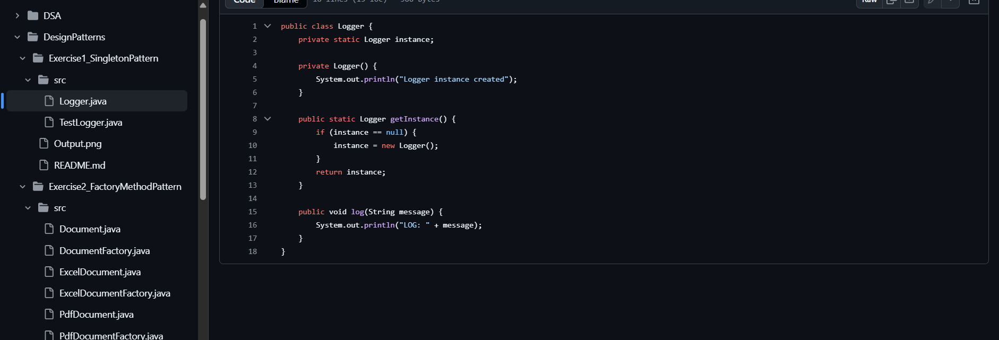 DSA
DesignPatterns
Exercise1_SingletonPattern
src
Logger.java
TestLogger.java
Output.png
README.md
Exercise2_FactoryMethodPattern
src
Document.java
DocumentFactory.java
ExcelDocument.java
ExcelDocumentFactory.java
PdfDocument.java
PdfDocumentFactory.java
Code Blame
Raw
1 public class Logger {
2     private static Logger instance;
3
4     private Logger() {
5         System.out.println("Logger instance created");
6     }
7
8     public static Logger getInstance() {
9         if (instance == null) {
10             instance = new Logger();
11         }
12         return instance;
13     }
14
15     public void log(String message) {
16         System.out.println("LOG: " + message);
17     }
18 }